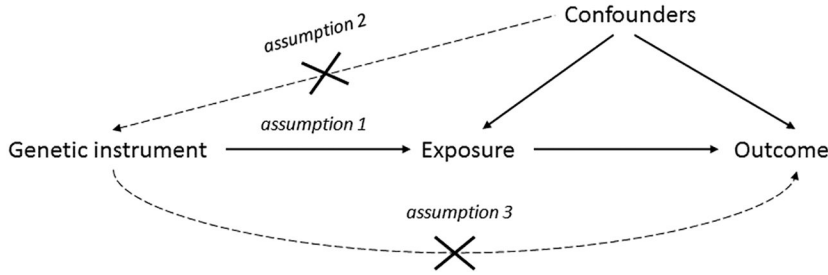 Confounders
assumption 2
assumption 1
Genetic instrument
Exposure
Outcome
assumption 3